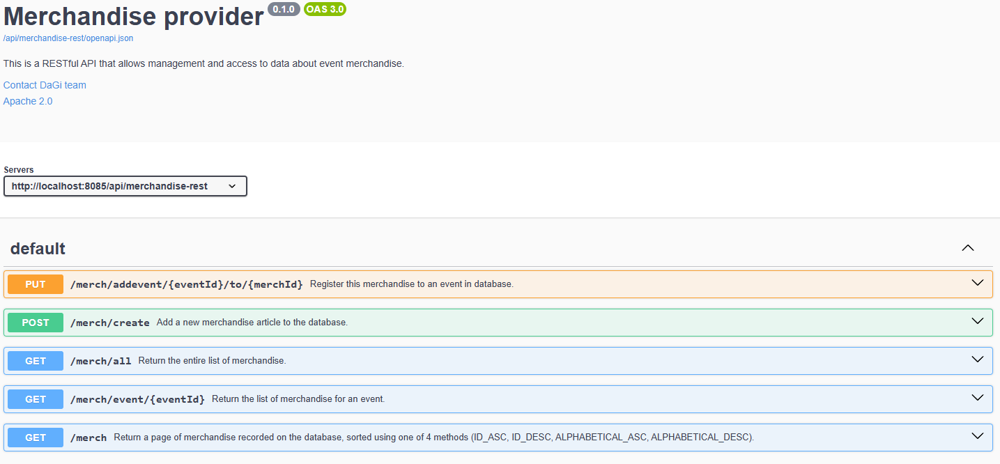 Merchandise provider 0.1.0 OAS 3.0
/api/merchandise-rest/openapi.json
This is a RESTful API that allows management and access to data about event merchandise.
Contact DaGi team
Apache 2.0
Servers
http://localhost:8085/api/merchandise-rest
default
PUT /merch/addevent/{eventId}/to/{merchId} Register this merchandise to an event in database.
POST /merch/create Add a new merchandise article to the database.
GET /merch/all Return the entire list of merchandise.
GET /merch/event/{eventId} Return the list of merchandise for an event.
GET /merch Return a page of merchandise recorded on the database, sorted using one of 4 methods (ID_ASC, ID_DESC, ALPHABETICAL_ASC, ALPHABETICAL_DESC).